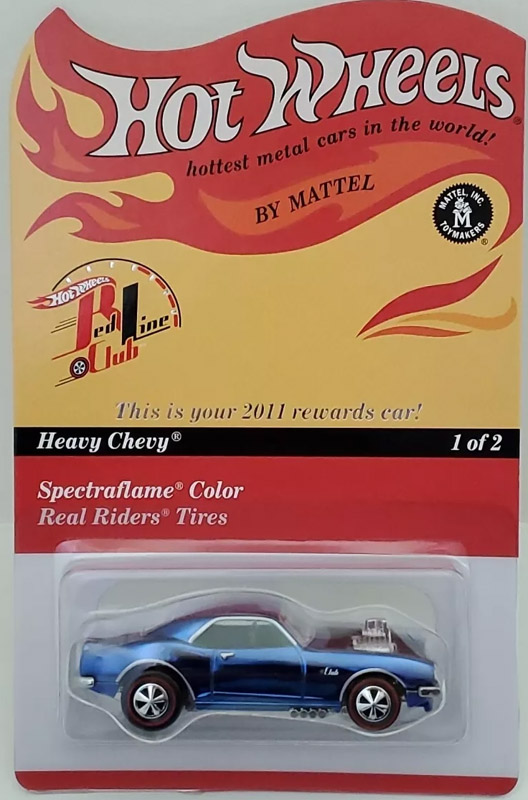 Hot Wheels®
hottest metal cars in the world!
BY MATTEL
MATTEL, INC.
M
TOYMAKERS
®
Hot Wheels
Red Line
Club
This is your 2011 rewards car!
Heavy Chevy®
1 of 2
Spectraflame® Color
Real Riders® Tires
Club